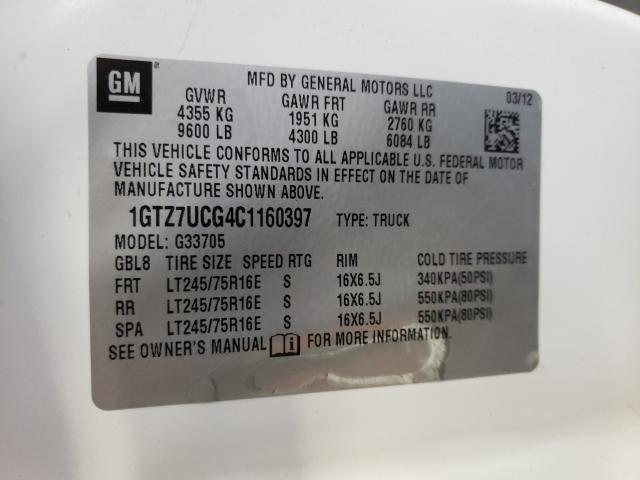 GM
MFD BY GENERAL MOTORS LLC
03/12
GVWR GAWR FRT GAWR RR
4355 KG 1951 KG 2760 KG
9600 LB 4300 LB 6084 LB
THIS VEHICLE CONFORMS TO ALL APPLICABLE U.S. FEDERAL MOTOR
VEHICLE SAFETY STANDARDS IN EFFECT ON THE DATE OF
MANUFACTURE SHOWN ABOVE.
1GTZ7UCG4C1160397 TYPE: TRUCK
MODEL: G33705
GBL8 TIRE SIZE SPEED RTG RIM COLD TIRE PRESSURE
FRT LT245/75R16E S 16X6.5J 340KPA(50PSI)
RR LT245/75R16E S 16X6.5J 550KPA(80PSI)
SPA LT245/75R16E S 16X6.5J 550KPA(80PSI)
SEE OWNER'S MANUAL FOR MORE INFORMATION.